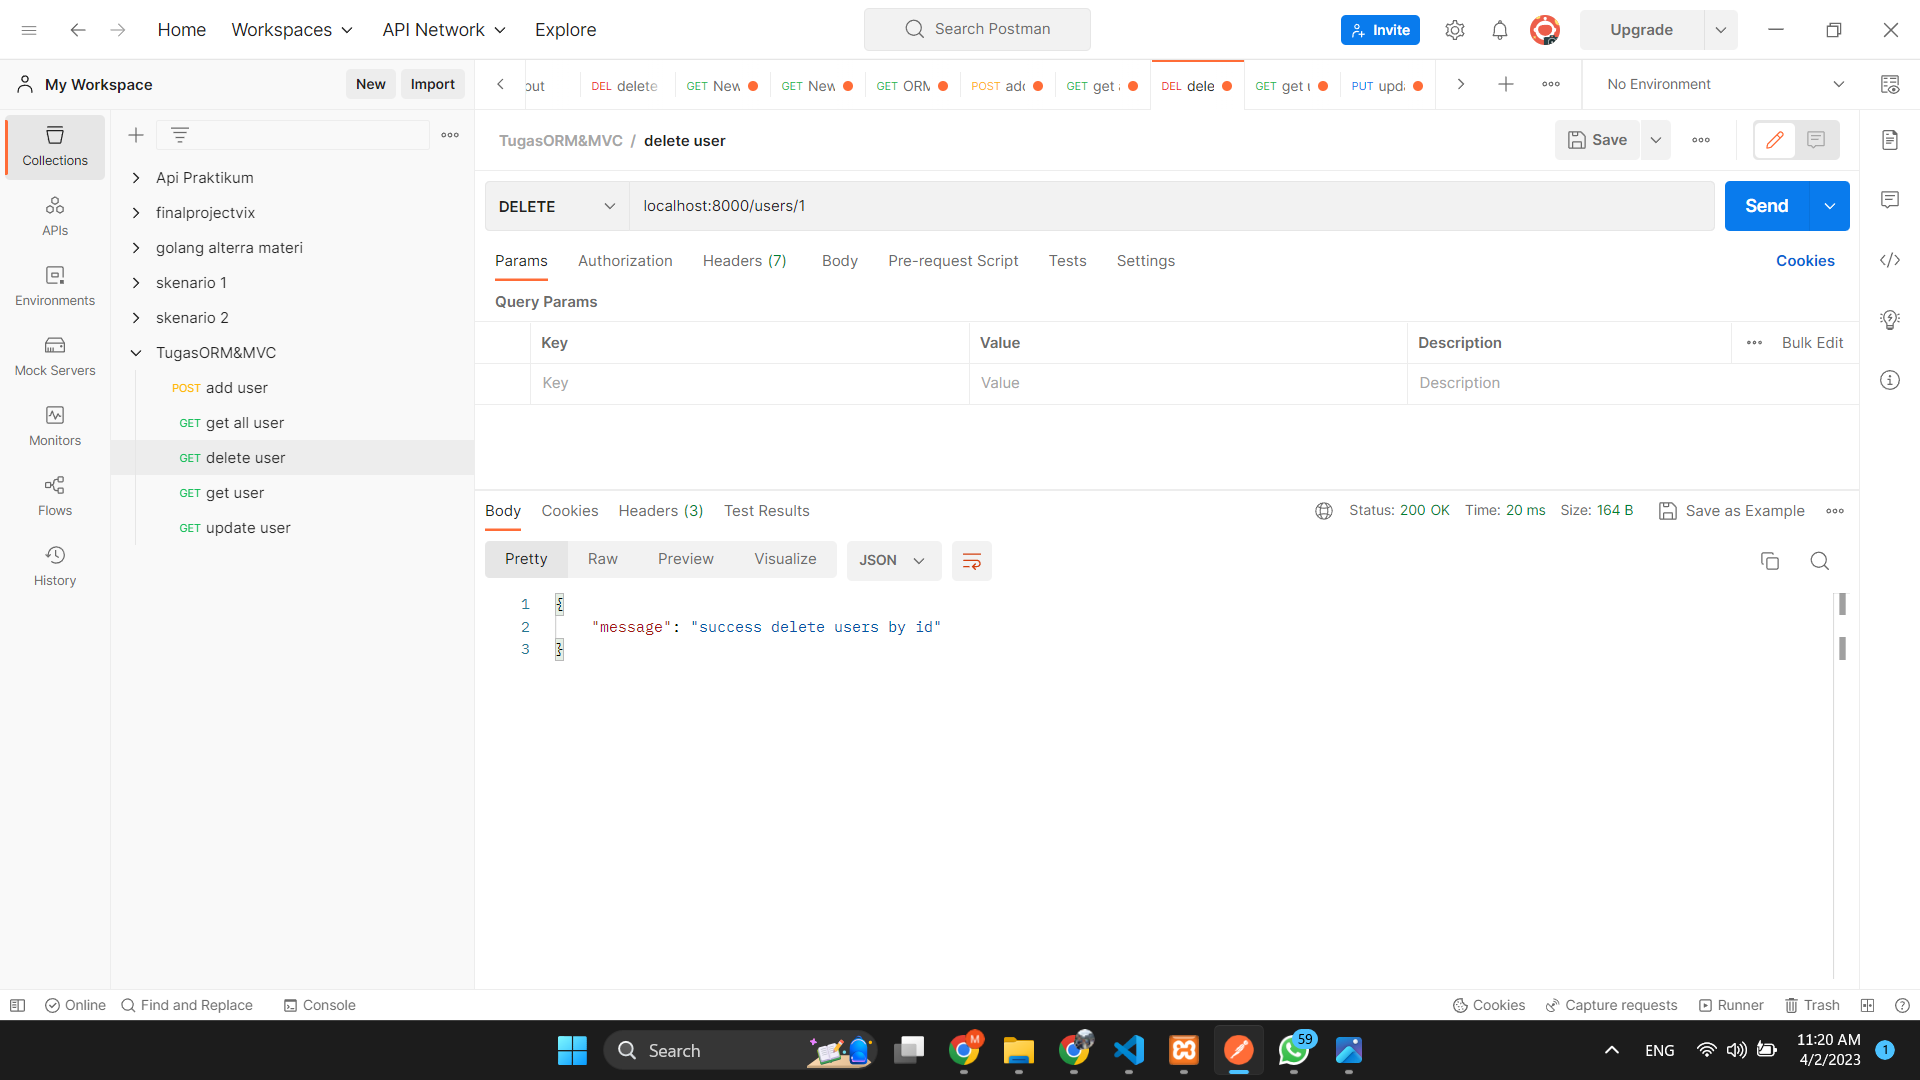 Home Workspaces API Network Explore Search Postman Invite Upgrade
My Workspace New Import
out DEL delete GET New GET New GET ORM POST add GET get DEL dele GET get u PUT upda No Environment
Collections
APIs
Environments
Mock Servers
Monitors
Flows
History
Api Praktikum
finalprojectvix
golang alterra materi
skenario 1
skenario 2
TugasORM&MVC
POST add user
GET get all user
GET delete user
GET get user
GET update user
TugasORM&MVC / delete user Save
DELETE localhost:8000/users/1 Send
Params Authorization Headers (7) Body Pre-request Script Tests Settings Cookies
Query Params
Key Value Description Bulk Edit
Key Value Description
Body Cookies Headers (3) Test Results Status: 200 OK Time: 20 ms Size: 164 B Save as Example
Pretty Raw Preview Visualize JSON
1 {
2 "message": "success delete users by id"
3 }
Online Find and Replace Console Cookies Capture requests Runner Trash
Search M 59 ENG 11:20 AM
4/2/2023 1